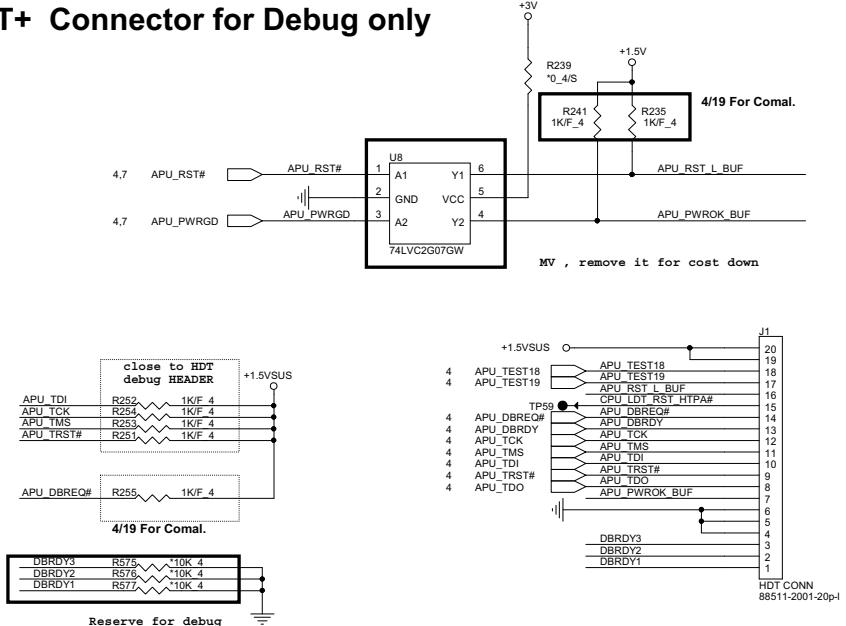 T+ Connector for Debug only
+3V
R239
*0_4/S
+1.5V
R241
1K/F_4
R235
1K/F_4
4/19 For Comal.
U8
4,7 APU_RST# APU_RST# 1 A1 Y1 6 APU_RST_L_BUF
2 GND VCC 5
4,7 APU_PWRGD APU_PWRGD 3 A2 Y2 4 APU_PWROK_BUF
74LVC2G07GW
MV , remove it for cost down
close to HDT
debug HEADER
+1.5VSUS
APU_TDI R252 1K/F_4
APU_TCK R254 1K/F_4
APU_TMS R253 1K/F_4
APU_TRST# R251 1K/F_4
APU_DBREQ# R255 1K/F_4
4/19 For Comal.
DBRDY3 R575 *10K_4
DBRDY2 R576 *10K_4
DBRDY1 R577 *10K_4
Reserve for debug
J1
+1.5VSUS 20
19
4 APU_TEST18 APU_TEST18 18
4 APU_TEST19 APU_TEST19 17
APU_RST_L_BUF 16
TP59 CPU_LDT_RST_HTPA# 15
4 APU_DBREQ# APU_DBREQ# 14
4 APU_DBRDY APU_DBRDY 13
4 APU_TCK APU_TCK 12
4 APU_TMS APU_TMS 11
4 APU_TDI APU_TDI 10
4 APU_TRST# APU_TRST# 9
4 APU_TDO APU_TDO 8
APU_PWROK_BUF 7
6
5
4
DBRDY3 3
DBRDY2 2
DBRDY1 1
HDT CONN
88511-2001-20p-l